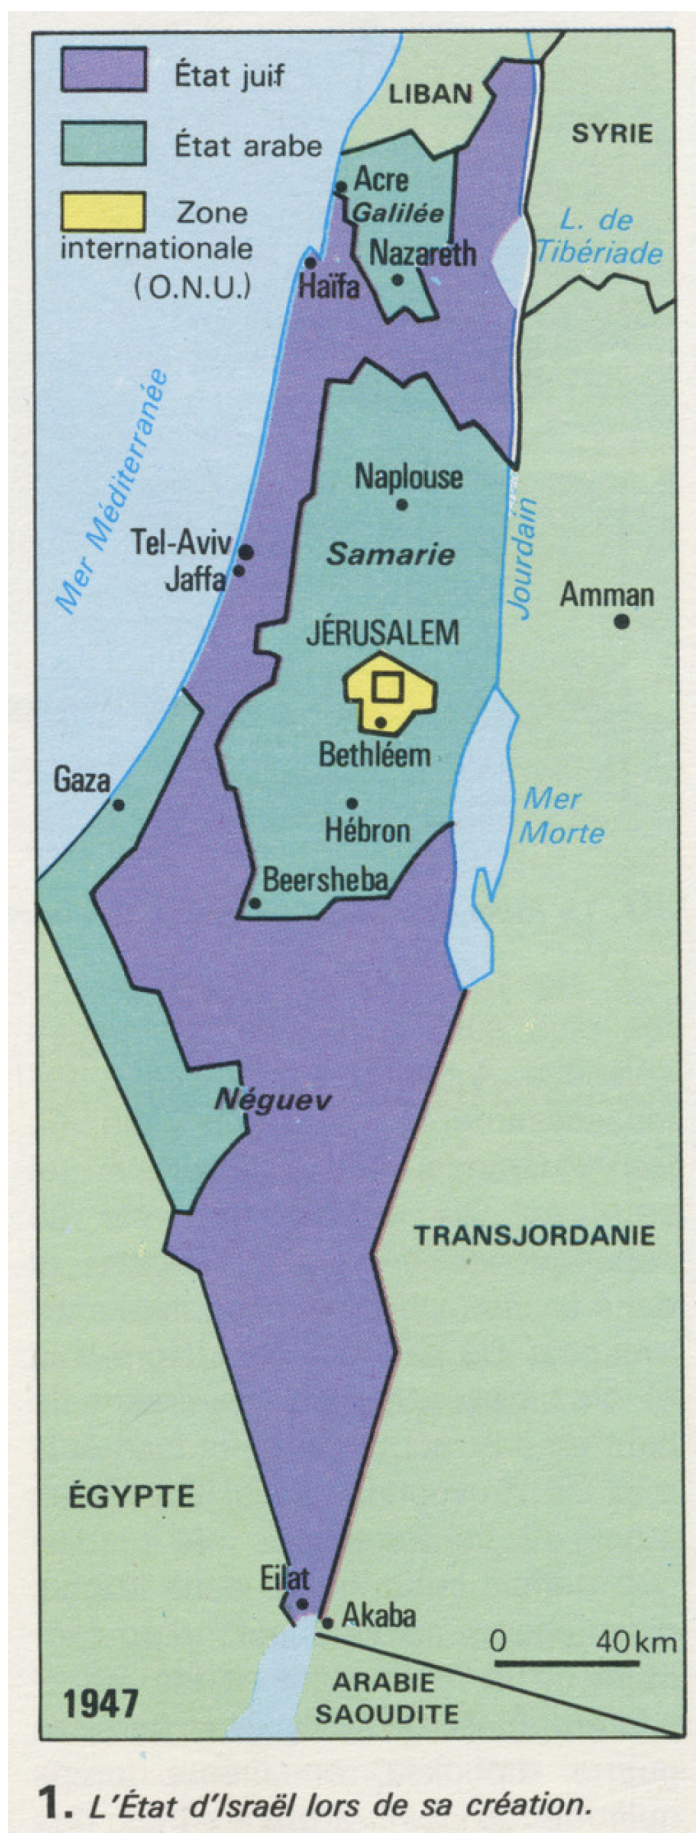 État juif
État arabe
Zone
internationale
(O.N.U.)
LIBAN
SYRIE
Acre
Galilée
Nazareth
Haïfa
L. de
Tibériade
Mer Méditerranée
Naplouse
Samarie
Tel-Aviv
Jaffa
Jourdain
Amman
JÉRUSALEM
Bethléem
Gaza
Hébron
Mer
Morte
Beersheba
Néguev
TRANSJORDANIE
ÉGYPTE
Eilat
Akaba
0 40 km
ARABIE
SAOUDITE
1947
1. L'État d'Israël lors de sa création.